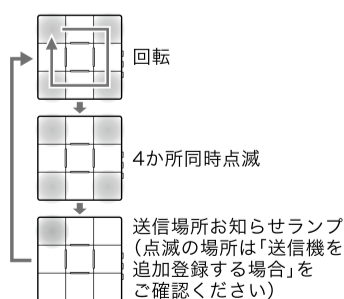 回転
4か所同時点滅
送信場所お知らせランプ
（点滅の場所は「送信機を
追加登録する場合」を
ご確認ください）